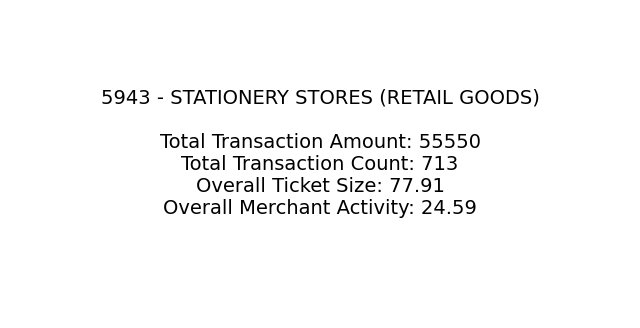 5943 - STATIONERY STORES (RETAIL GOODS)
Total Transaction Amount: 55550
Total Transaction Count: 713
Overall Ticket Size: 77.91
Overall Merchant Activity: 24.59